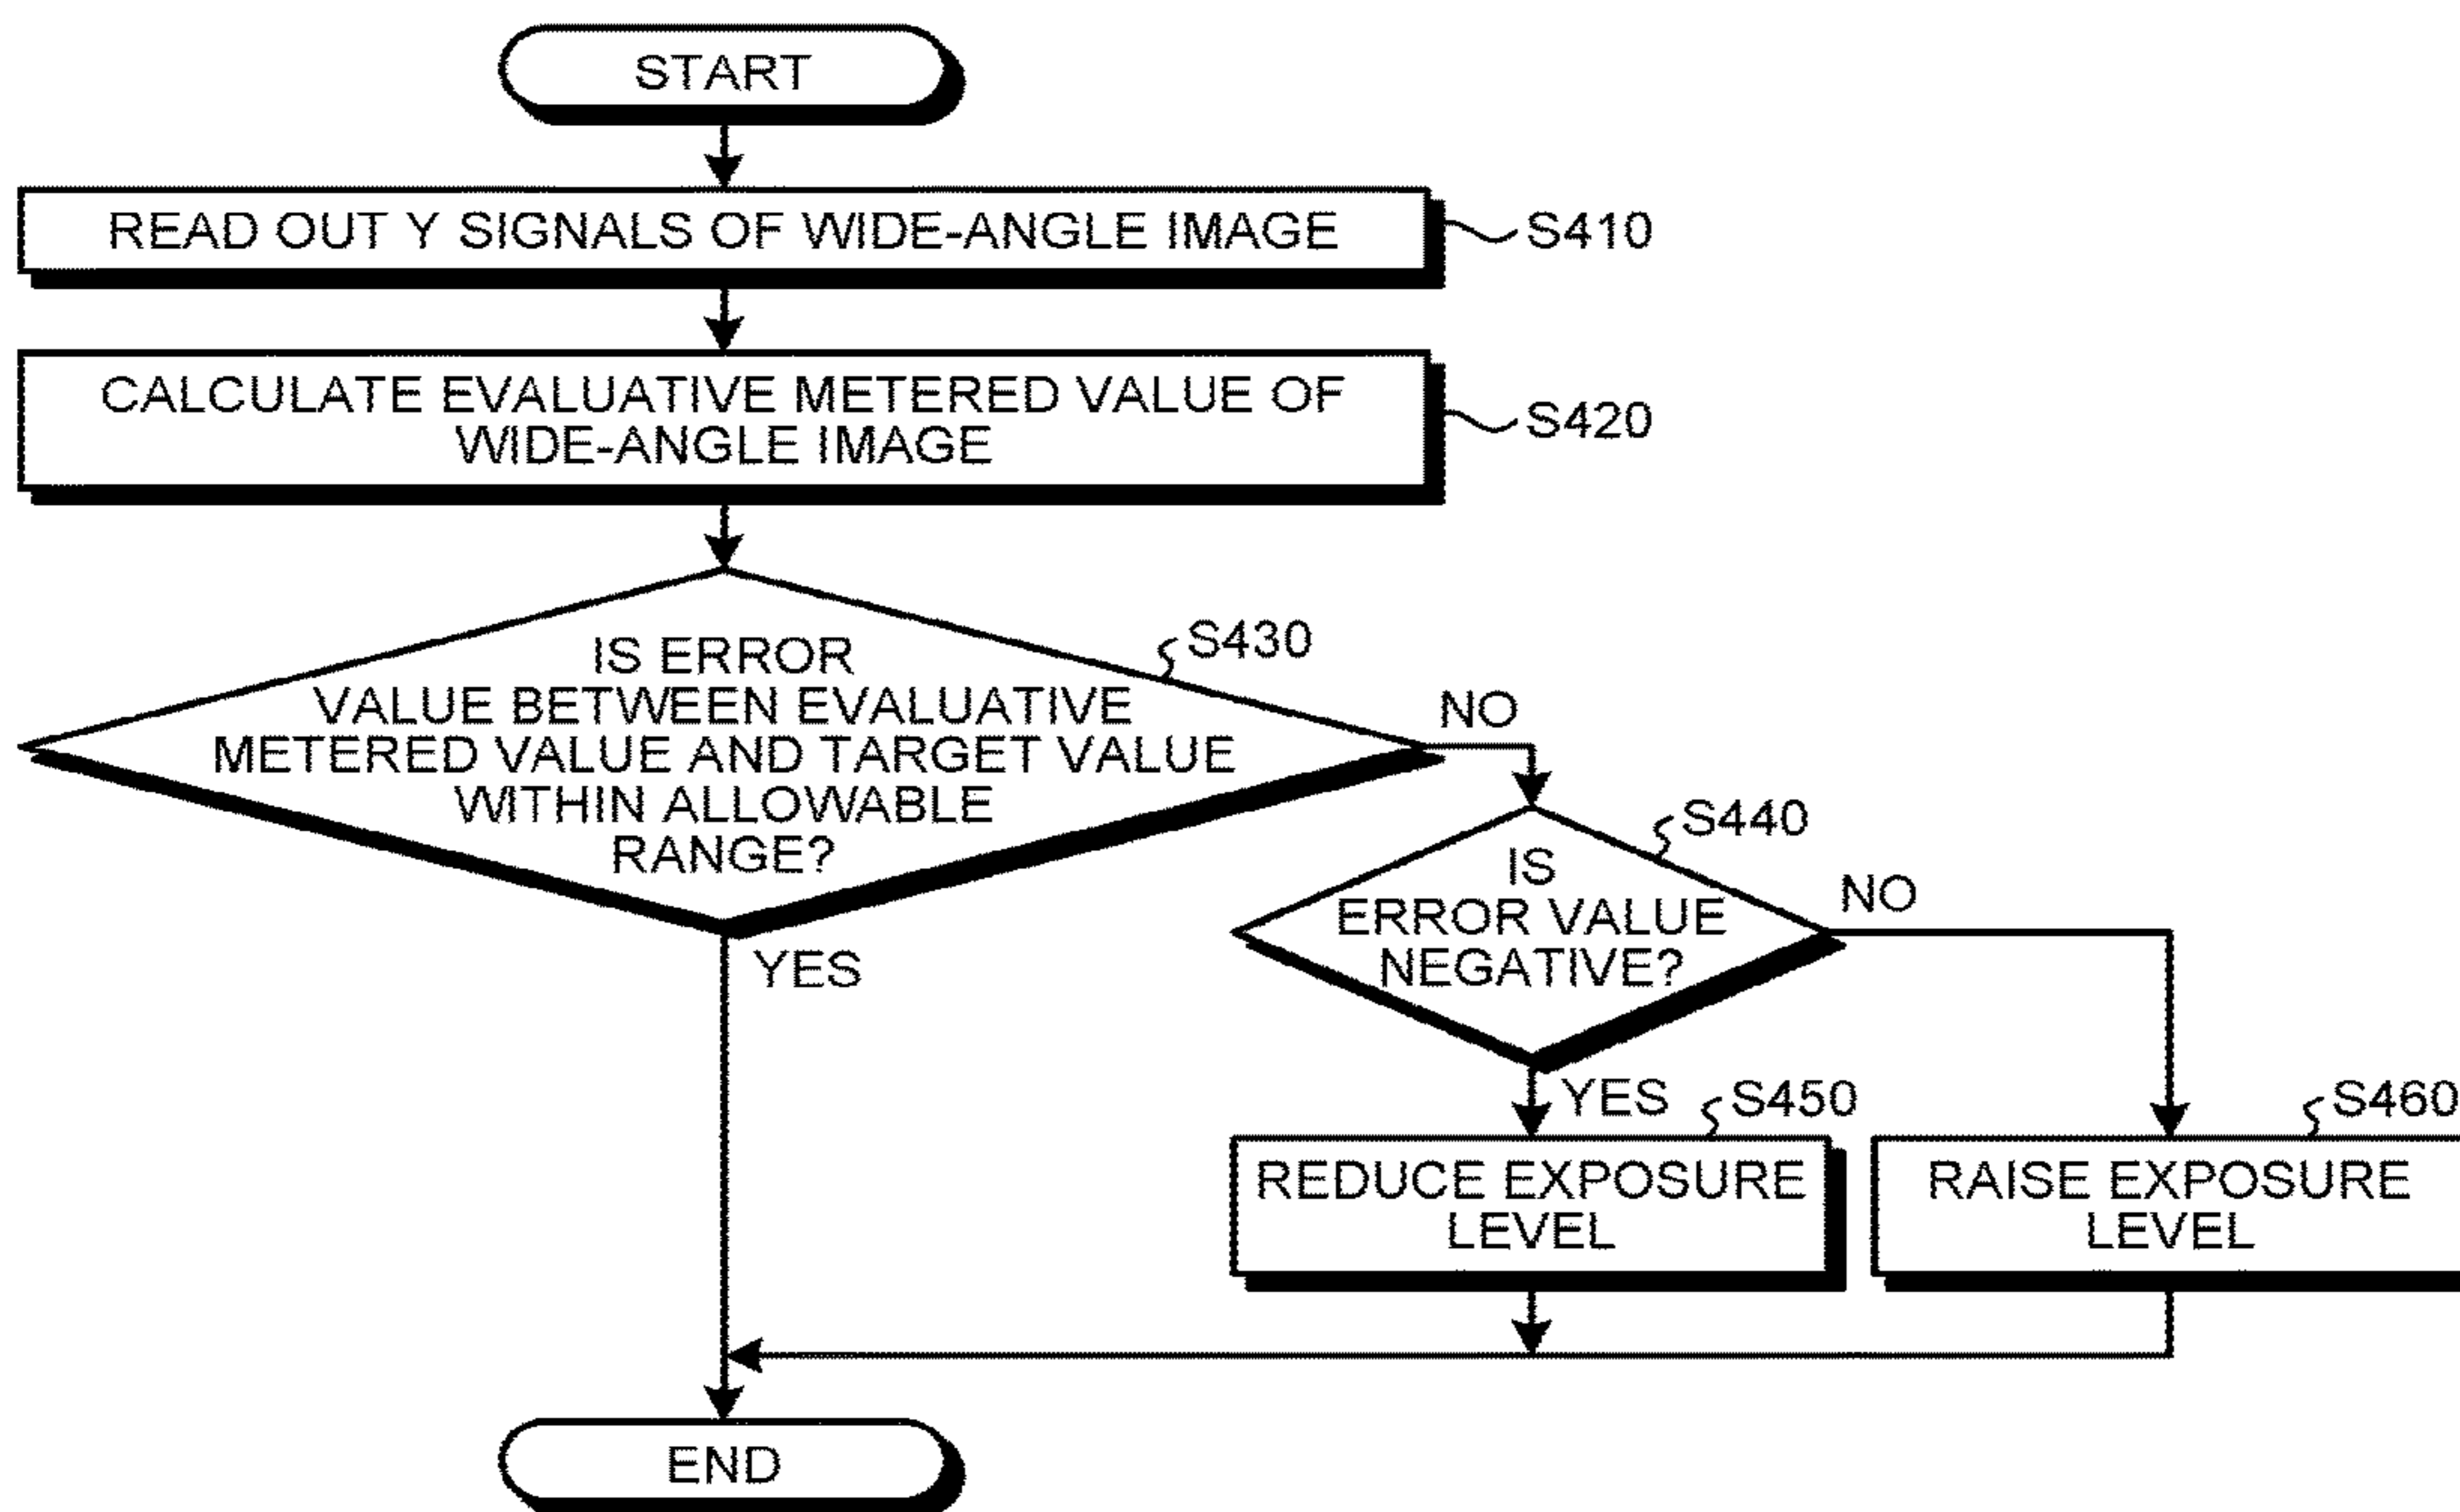 START
READ OUT Y SIGNALS OF WIDE-ANGLE IMAGE
S410
CALCULATE EVALUATIVE METERED VALUE OF
WIDE-ANGLE IMAGE
S420
IS ERROR
VALUE BETWEEN EVALUATIVE
METERED VALUE AND TARGET VALUE
WITHIN ALLOWABLE
RANGE?
S430
NO
YES
IS
ERROR VALUE
NEGATIVE?
S440
NO
YES
REDUCE EXPOSURE
LEVEL
S450
RAISE EXPOSURE
LEVEL
S460
END